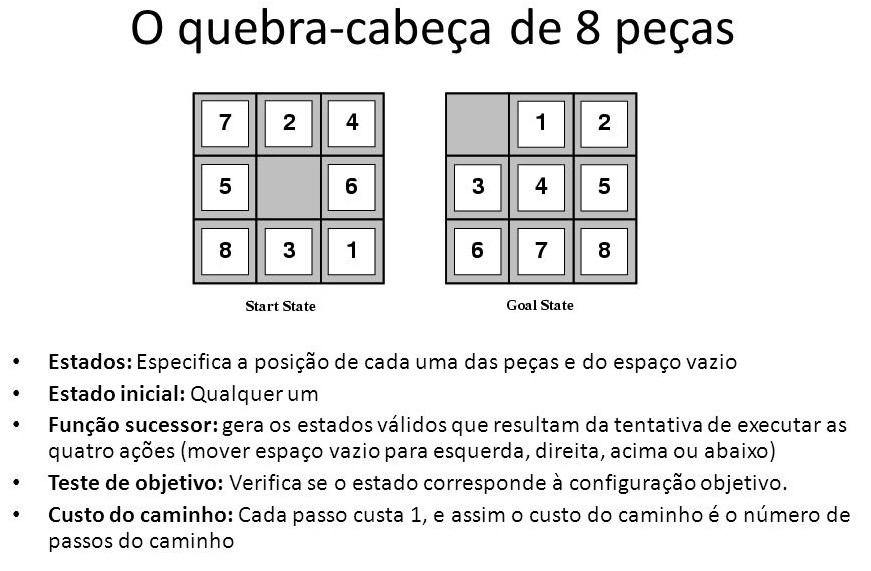 O quebra-cabeça de 8 peças
7 2 4
5 6
8 3 1
Start State
1 2
3 4 5
6 7 8
Goal State
• Estados: Especifica a posição de cada uma das peças e do espaço vazio
• Estado inicial: Qualquer um
• Função sucessor: gera os estados válidos que resultam da tentativa de executar as
quatro ações (mover espaço vazio para esquerda, direita, acima ou abaixo)
• Teste de objetivo: Verifica se o estado corresponde à configuração objetivo.
• Custo do caminho: Cada passo custa 1, e assim o custo do caminho é o número de
passos do caminho